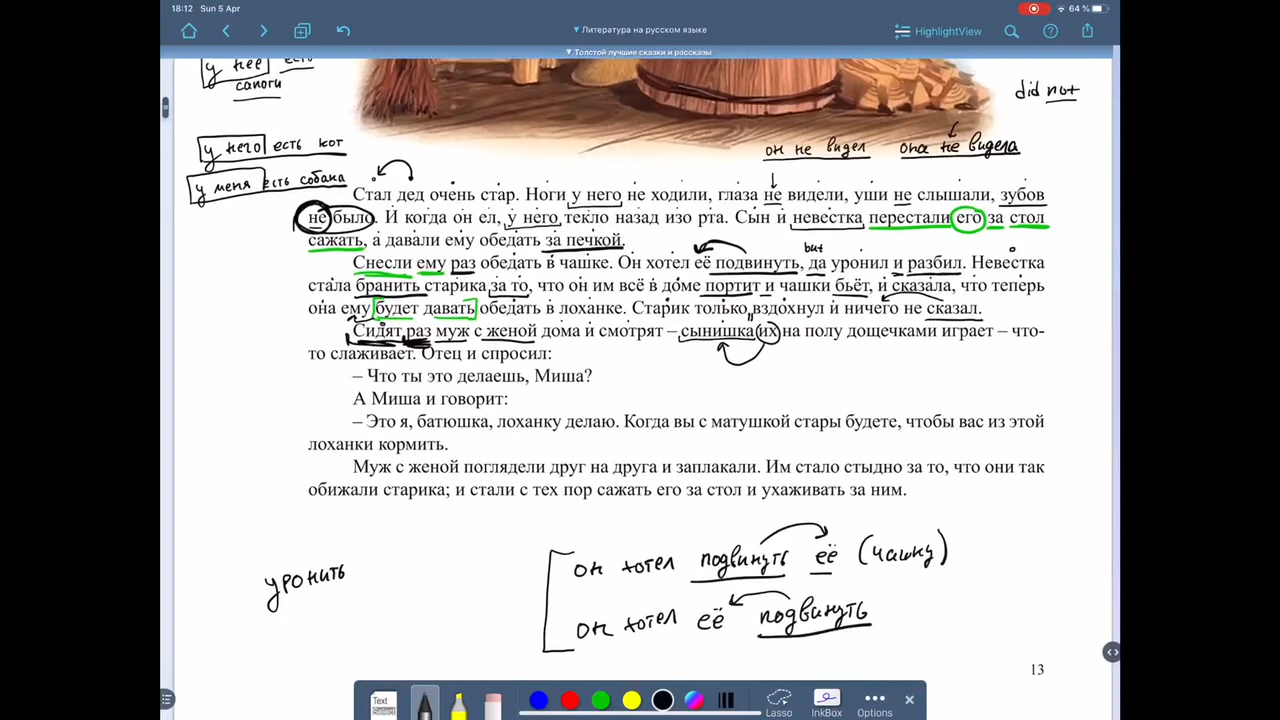 18:12 Sun 5 Apr
64 %
Литература на русском языке
HighlightView
Толстой лучшие сказки и рассказы
у неё есть
сапоги
did not
у него есть кот
он не видел она не видела
у меня есть собака
Стал дед очень стар. Ноги у него не ходили, глаза не видели, уши не слышали, зубов
не было. И когда он ел, у него текло назад изо рта. Сын и невестка перестали его за стол
сажать, а давали ему обедать за печкой.
but
Снесли ему раз обедать в чашке. Он хотел её подвинуть, да уронил и разбил. Невестка
стала бранить старика за то, что он им всё в доме портит и чашки бьёт, и сказала, что теперь
она ему будет давать обедать в лоханке. Старик только вздохнул и ничего не сказал.
Сидят раз муж с женой дома и смотрят – сынишка их на полу дощечками играет – что-
то слаживает. Отец и спросил:
– Что ты это делаешь, Миша?
А Миша и говорит:
– Это я, батюшка, лоханку делаю. Когда вы с матушкой стары будете, чтобы вас из этой
лоханки кормить.
Муж с женой поглядели друг на друга и заплакали. Им стало стыдно за то, что они так
обижали старика; и стали с тех пор сажать его за стол и ухаживать за ним.
он хотел подвинуть её (чашку)
уронить
он хотел её подвинуть
13
Text
Lasso
InkBox
Options